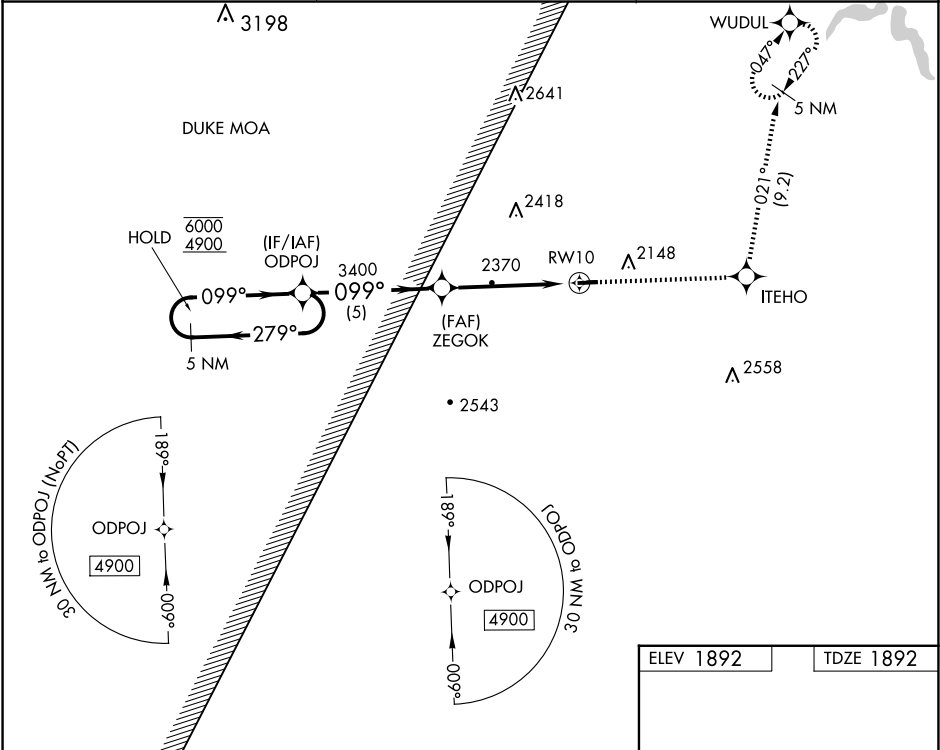 3198
WUDUL
047°
227°
5 NM
2641
DUKE MOA
021°
(9.2)
2418
HOLD
6000
4900
(IF/IAF)
ODPOJ
3400
099°
099°
(5)
2370
RW10
2148
ITEHO
279°
5 NM
(FAF)
ZEGOK
2558
2543
30 NM to ODPOJ (NoPT)
189°
ODPOJ
4900
009°
30 NM to ODPOJ
189°
ODPOJ
4900
009°
ELEV 1892
TDZE 1892